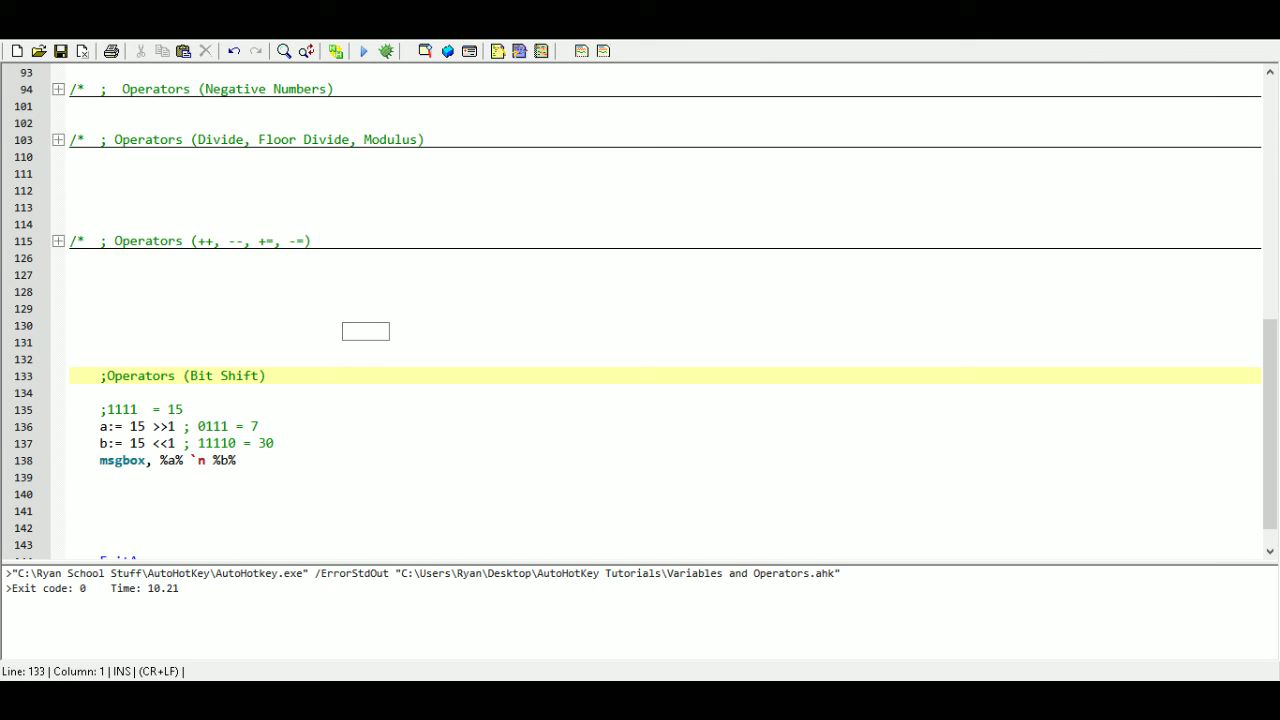 93
94 /* ;  Operators (Negative Numbers)
101
102
103 /* ; Operators (Divide, Floor Divide, Modulus)
110
111
112
113
114
115 /* ; Operators (++, --, +=, -=)
126
127
128
129
130
131
132
133 ;Operators (Bit Shift)
134
135 ;1111  = 15
136 a:= 15 >>1 ; 0111 = 7
137 b:= 15 <<1 ; 11110 = 30
138 msgbox, %a% `n %b%
139
140
141
142
143
>"C:\Ryan School Stuff\AutoHotKey\AutoHotkey.exe" /ErrorStdOut "C:\Users\Ryan\Desktop\AutoHotKey Tutorials\Variables and Operators.ahk"
>Exit code: 0    Time: 10.21
Line: 133 | Column: 1 | INS | (CR+LF) |